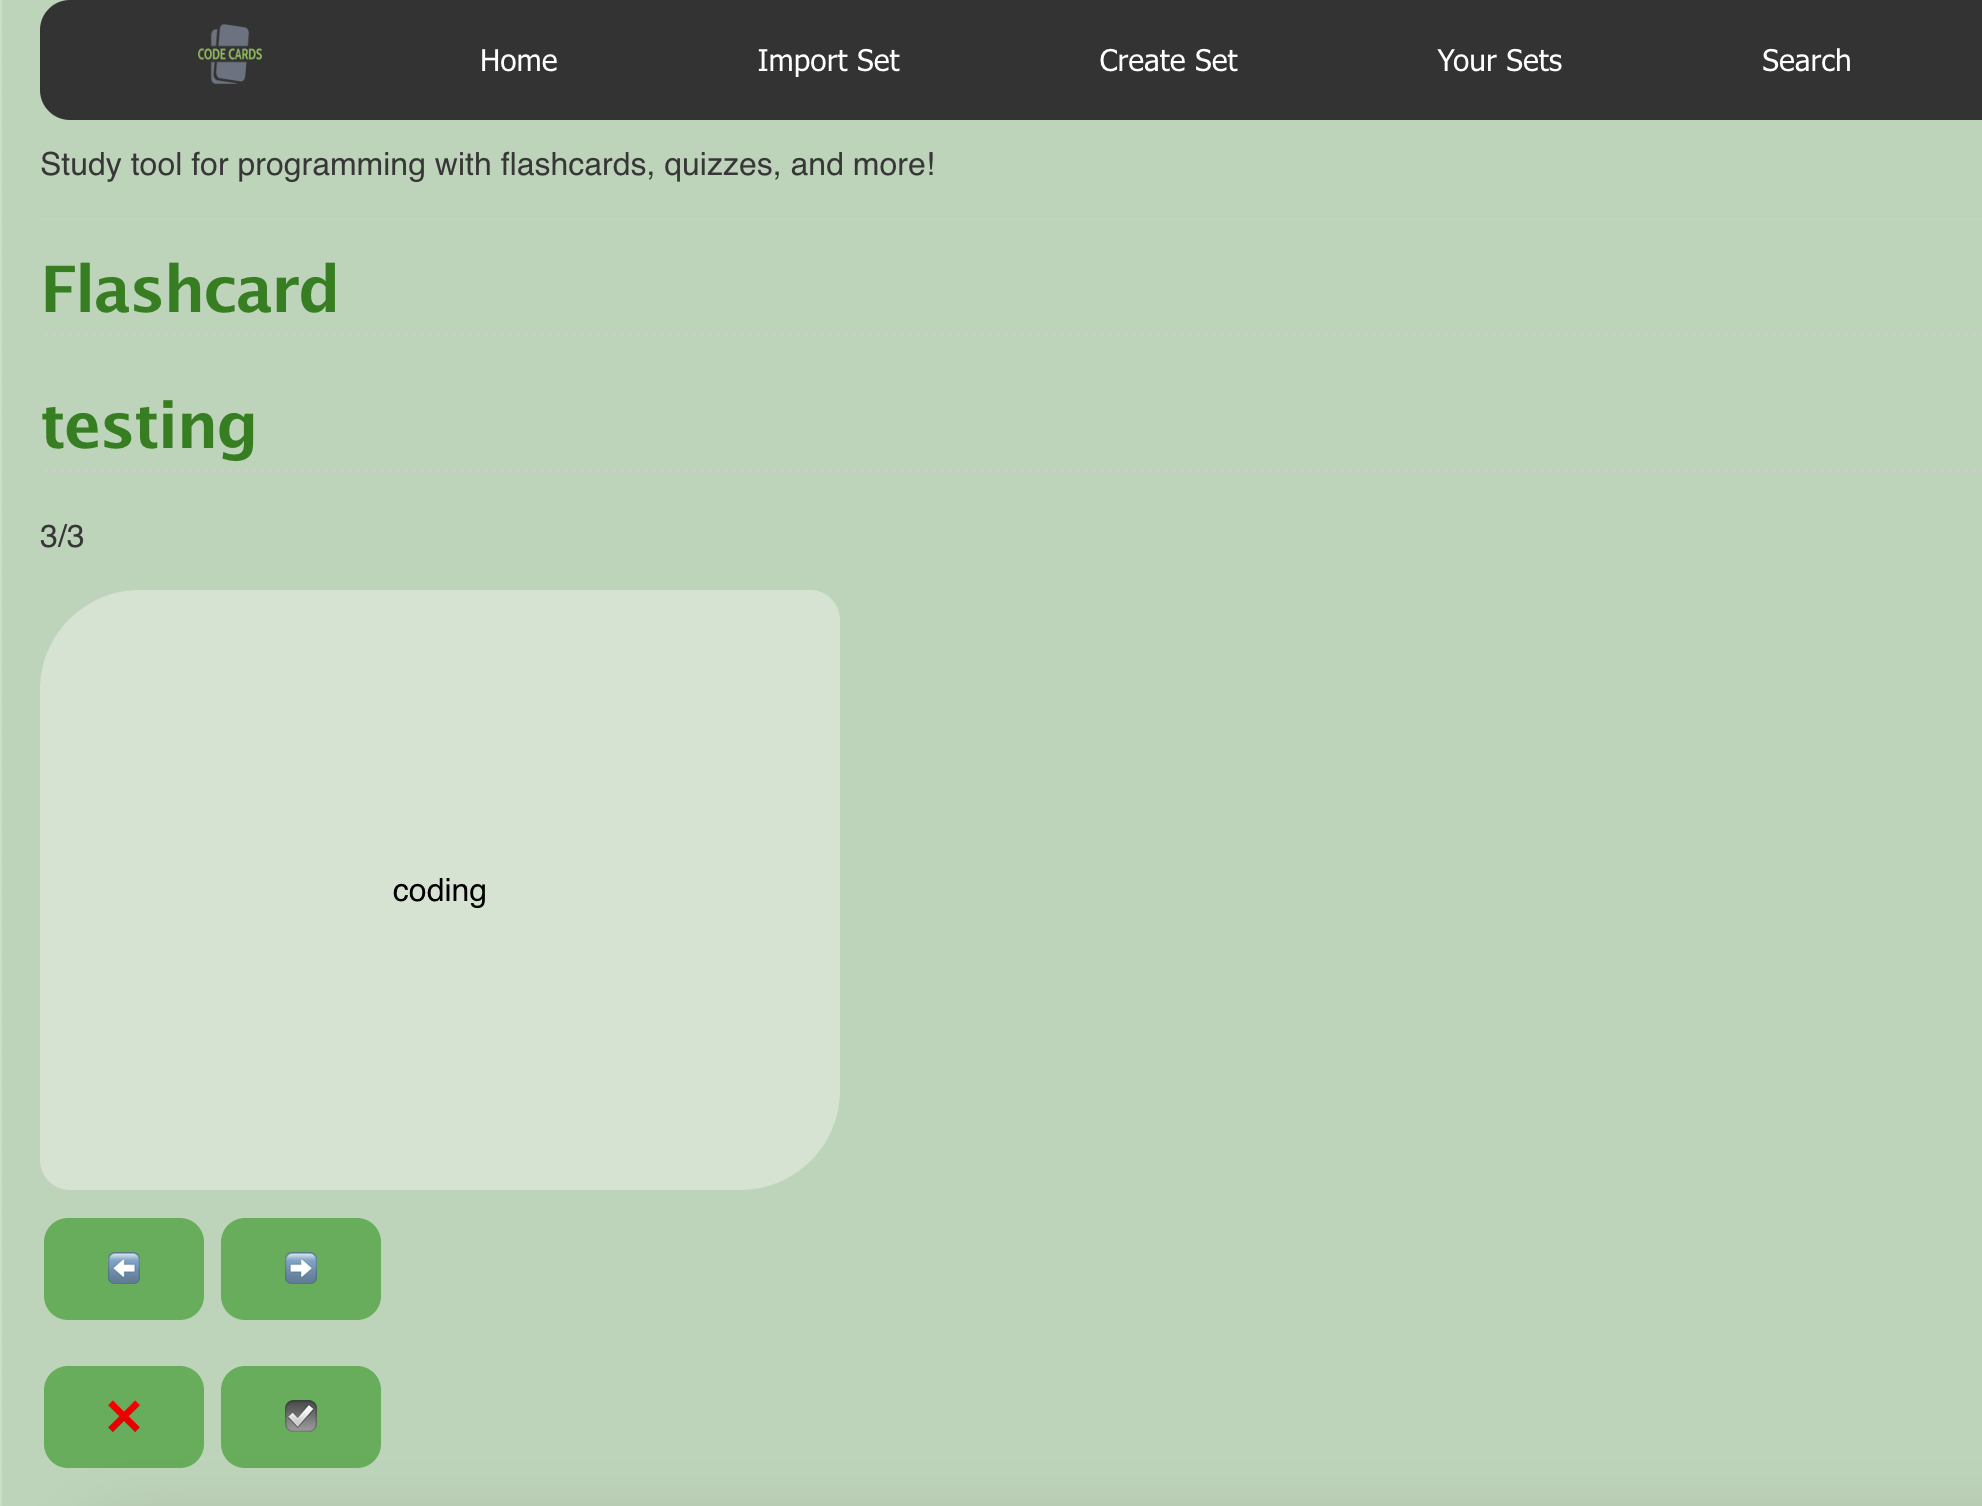 CODE CARDS
Home
Import Set
Create Set
Your Sets
Search
Study tool for programming with flashcards, quizzes, and more!
Flashcard
testing
3/3
coding